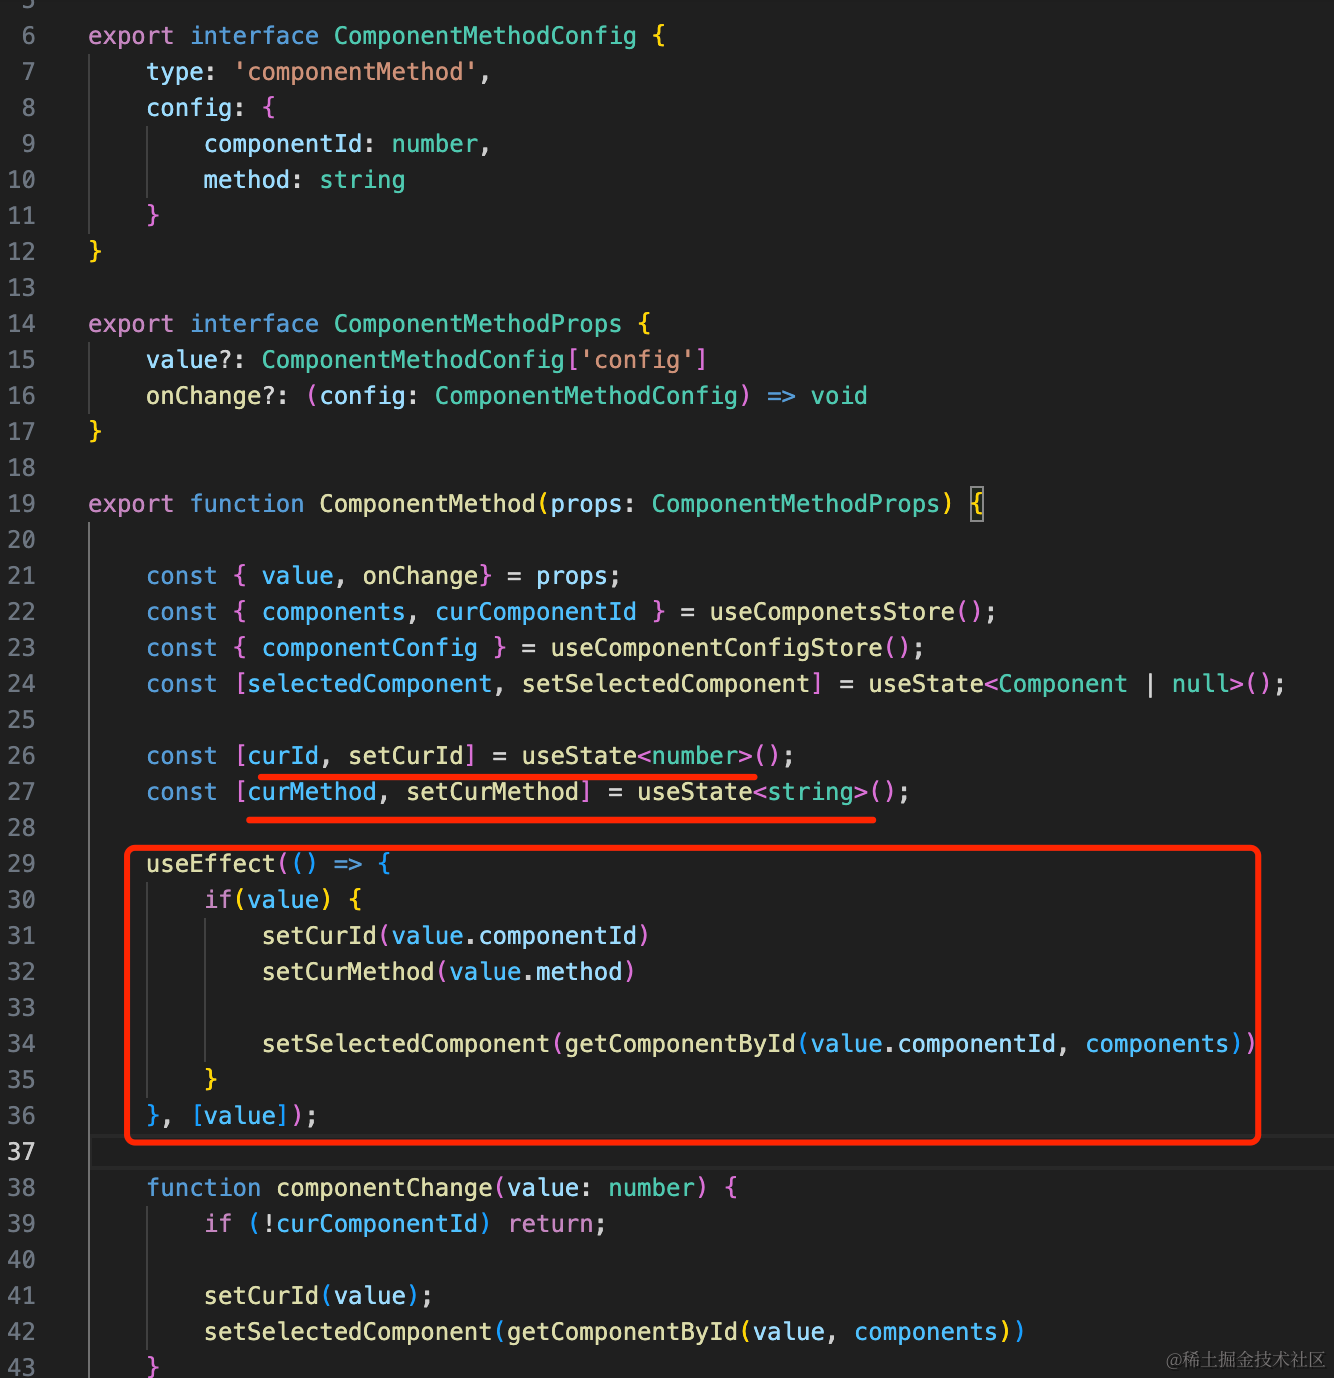 5
6 export interface ComponentMethodConfig {
7 type: 'componentMethod',
8 config: {
9 componentId: number,
10 method: string
11 }
12 }
13
14 export interface ComponentMethodProps {
15 value?: ComponentMethodConfig['config']
16 onChange?: (config: ComponentMethodConfig) => void
17 }
18
19 export function ComponentMethod(props: ComponentMethodProps) {
20
21 const { value, onChange} = props;
22 const { components, curComponentId } = useComponetsStore();
23 const { componentConfig } = useComponentConfigStore();
24 const [selectedComponent, setSelectedComponent] = useState<Component | null>();
25
26 const [curId, setCurId] = useState<number>();
27 const [curMethod, setCurMethod] = useState<string>();
28
29 useEffect(() => {
30 if(value) {
31 setCurId(value.componentId)
32 setCurMethod(value.method)
33
34 setSelectedComponent(getComponentById(value.componentId, components))
35 }
36 }, [value]);
37
38 function componentChange(value: number) {
39 if (!curComponentId) return;
40
41 setCurId(value);
42 setSelectedComponent(getComponentById(value, components))
43 }
@稀土掘金技术社区